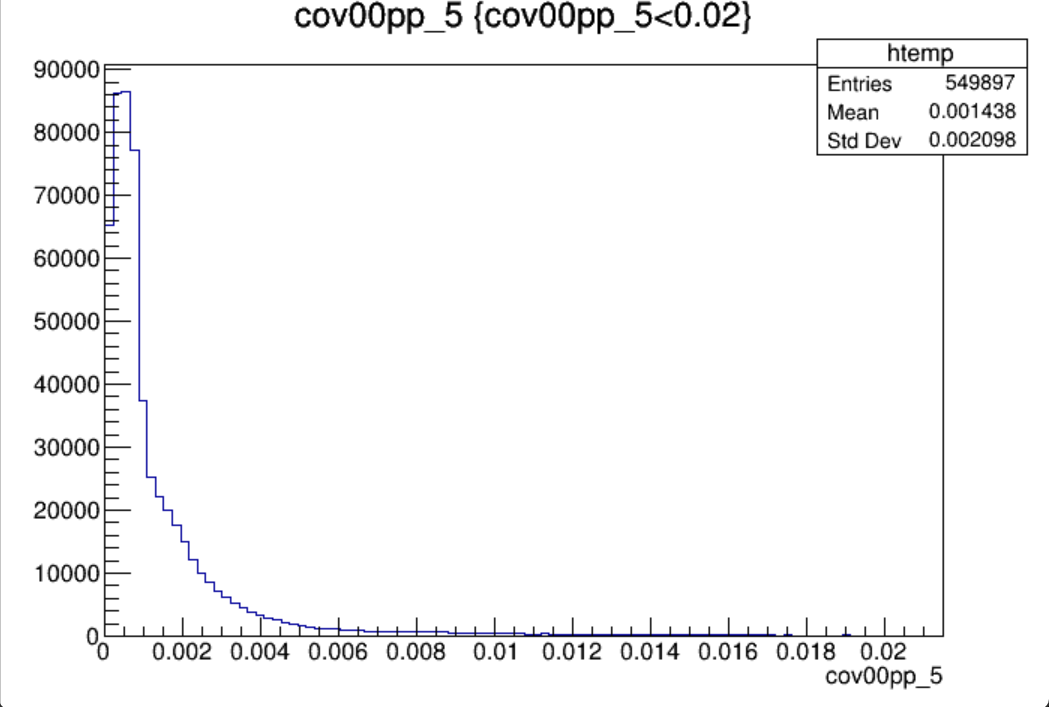 cov00pp_5 {cov00pp_5<0.02}
htemp
Entries 549897
Mean 0.001438
Std Dev 0.002098
90000
80000
70000
60000
50000
40000
30000
20000
10000
0
0 0.002 0.004 0.006 0.008 0.01 0.012 0.014 0.016 0.018 0.02
cov00pp_5